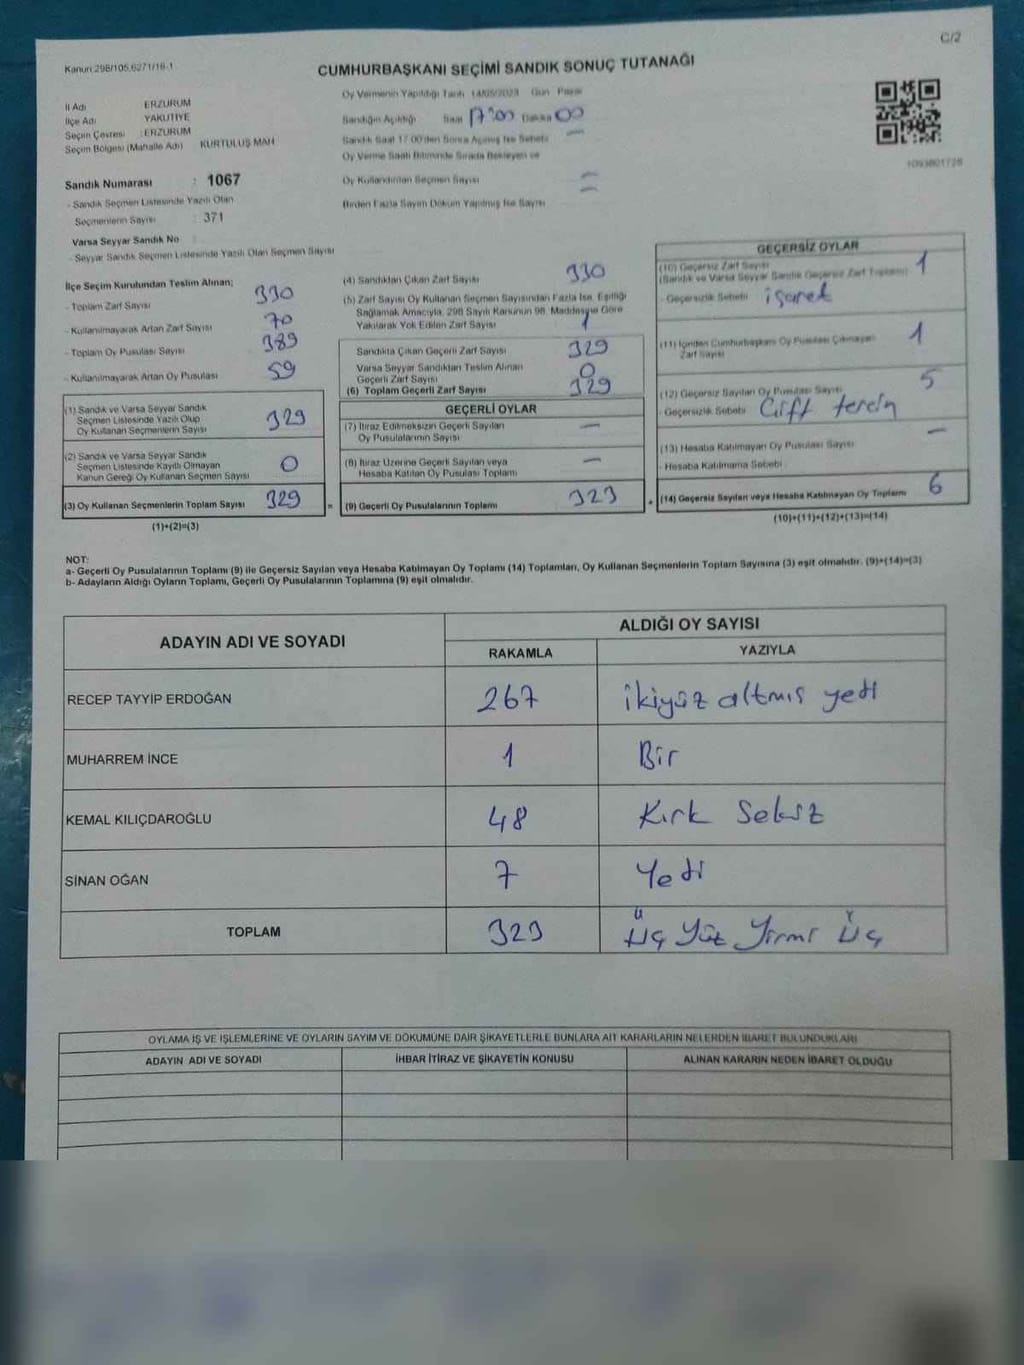 C/2
Kanun 298/105,6271/18-1
CUMHURBAŞKANI SEÇİMİ SANDIK SONUÇ TUTANAĞI
İl Adı ERZURUM
İlçe Adı YAKUTİYE
Seçim Çevresi : ERZURUM
Seçim Bölgesi (Mahalle Adı) KURTULUŞ MAH
Sandık Numarası : 1067
- Sandık Seçmen Listesinde Yazılı Olan
Seçmenlerin Sayısı : 371
Varsa Seyyar Sandık No
- Seyyar Sandık Seçmen Listesinde Yazılı Olan Seçmen Sayısı
Oy Vermenin Yapıldığı Tarih 14/05/2023 Gün Pazar
Sandığın Açıldığı Saat 17:00 Dakika 00
Sandık Saat 17.00'den Sonra Açılmış İse Sebebi —
Oy Verme Saati Bitiminde Sırada Bekleyen ve
Oy Kullandırılan Seçmen Sayısı —
Birden Fazla Sayım Döküm Yapılmış İse Sayısı —
1093801728
İlçe Seçim Kurulundan Teslim Alınan;
- Toplam Zarf Sayısı 330
- Kullanılmayarak Artan Zarf Sayısı 70
- Toplam Oy Pusulası Sayısı 389
- Kullanılmayarak Artan Oy Pusulası 59
(1) Sandık ve Varsa Seyyar Sandık
Seçmen Listesinde Yazılı Olup
Oy Kullanan Seçmenlerin Sayısı 329
(2) Sandık ve Varsa Seyyar Sandık
Seçmen Listesinde Kayıtlı Olmayan
Kanun Gereği Oy Kullanan Seçmen Sayısı 0
(3) Oy Kullanan Seçmenlerin Toplam Sayısı 329
(1)+(2)=(3)
(4) Sandıktan Çıkan Zarf Sayısı 330
(5) Zarf Sayısı Oy Kullanan Seçmen Sayısından Fazla İse, Eşitliği
Sağlamak Amacıyla, 298 Sayılı Kanunun 98. Maddesine Göre
Yakılarak Yok Edilen Zarf Sayısı 1
Sandıkta Çıkan Geçerli Zarf Sayısı 329
Varsa Seyyar Sandıktan Teslim Alınan
Geçerli Zarf Sayısı 0
(6) Toplam Geçerli Zarf Sayısı 329
GEÇERLİ OYLAR
(7) İtiraz Edilmeksizin Geçerli Sayılan
Oy Pusulalarının Sayısı —
(8) İtiraz Üzerine Geçerli Sayılan veya
Hesaba Katılan Oy Pusulası Toplamı —
= (9) Geçerli Oy Pusulalarının Toplamı 323
GEÇERSİZ OYLAR
(10) Geçersiz Zarf Sayısı 1
(Sandık ve Varsa Seyyar Sandık Geçersiz Zarf Toplamı)
- Geçersizlik Sebebi işaret
(11) İçinden Cumhurbaşkanı Oy Pusulası Çıkmayan 1
Zarf Sayısı
(12) Geçersiz Sayılan Oy Pusulası Sayısı 5
- Geçersizlik Sebebi Çift tercih
(13) Hesaba Katılmayan Oy Pusulası Sayısı —
- Hesaba Katılmama Sebebi
+ (14) Geçersiz Sayılan veya Hesaba Katılmayan Oy Toplamı 6
(10)+(11)+(12)+(13)=(14)
NOT:
a- Geçerli Oy Pusulalarının Toplamı (9) ile Geçersiz Sayılan veya Hesaba Katılmayan Oy Toplamı (14) Toplamları, Oy Kullanan Seçmenlerin Toplam Sayısına (3) eşit olmalıdır. (9)+(14)=(3)
b- Adayların Aldığı Oyların Toplamı, Geçerli Oy Pusulalarının Toplamına (9) eşit olmalıdır.
ADAYIN ADI VE SOYADI
ALDIĞI OY SAYISI
RAKAMLA YAZIYLA
RECEP TAYYİP ERDOĞAN 267 ikiyüz altmış yedi
MUHARREM İNCE 1 Bir
KEMAL KILIÇDAROĞLU 48 Kırk Sekiz
SİNAN OĞAN 7 Yedi
TOPLAM 323 Üç Yüz Yirmi Üç
OYLAMA İŞ VE İŞLEMLERİNE VE OYLARIN SAYIM VE DÖKÜMÜNE DAİR ŞİKAYETLERLE BUNLARA AİT KARARLARIN NELERDEN İBARET BULUNDUKLARI
ADAYIN ADI VE SOYADI İHBAR İTİRAZ VE ŞİKAYETİN KONUSU ALINAN KARARIN NEDEN İBARET OLDUĞU